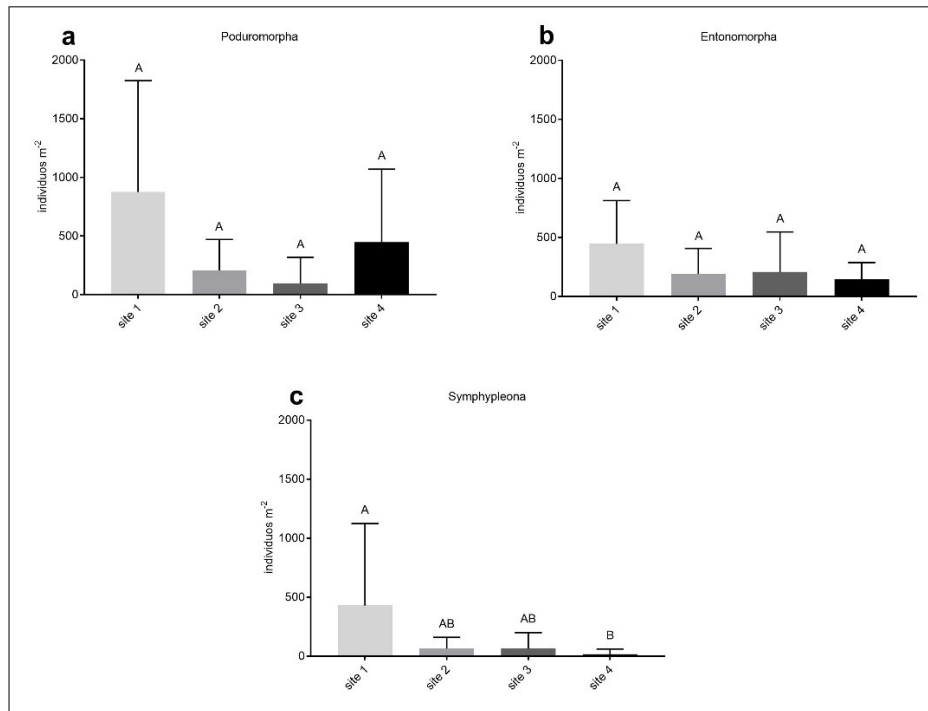 a
Poduromorpha
individuos m-2
2000
1500
1000
500
0
A
A
A
A
site 1
site 2
site 3
site 4
b
Entonomorpha
individuos m-2
2000
1500
1000
500
0
A
A
A
A
site 1
site 2
site 3
site 4
c
Symphypleona
individuos m-2
2000
1500
1000
500
0
A
AB
AB
B
site 1
site 2
site 3
site 4